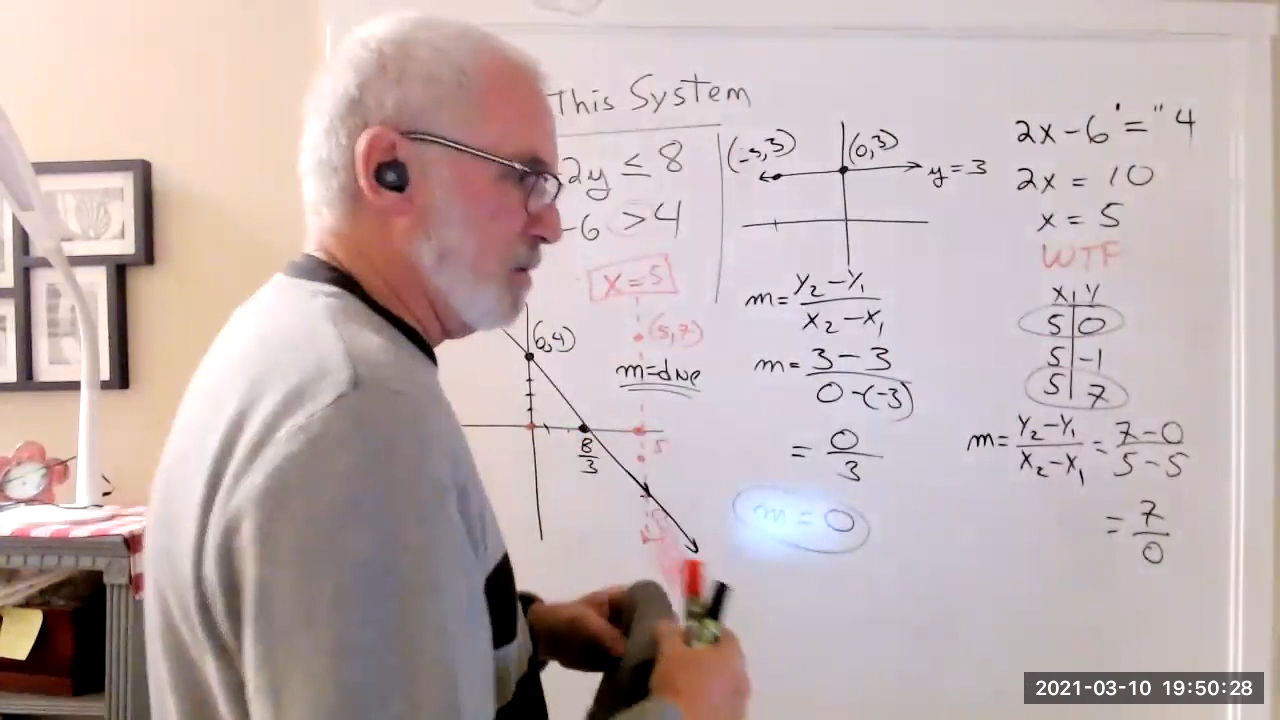 This System
-2y ≤ 8
-6 > 4
x = 5
(0,4)
(5,7)
m = dne
8/3
5
(-3,3)
(0,3)
y = 3
m = Y₂ - Y₁ / X₂ - X₁
m = 3 - 3 / 0 - (-3)
= 0/3
m = 0
2x - 6 "=" 4
2x = 10
x = 5
WTF
X Y
5 0
5 -1
5 7
m = Y₂ - Y₁ / X₂ - X₁ = 7 - 0 / 5 - 5
= 7/0
2021-03-10 19:50:28